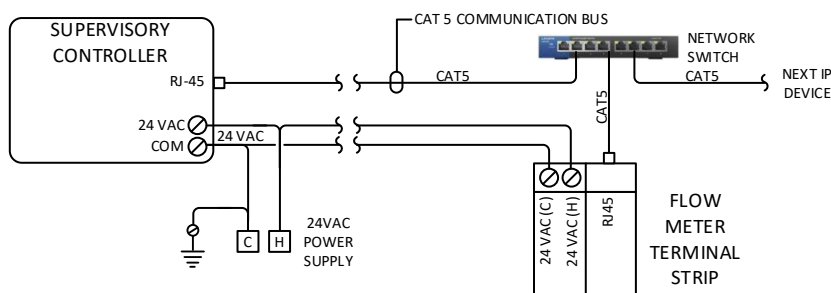 CAT 5 COMMUNICATION BUS
SUPERVISORY
CONTROLLER
NETWORK
SWITCH
RJ-45
CAT5
CAT5
NEXT IP
DEVICE
CAT5
24 VAC
24 VAC
COM
24 VAC (C)
24 VAC (H)
RJ45
FLOW
METER
TERMINAL
STRIP
C
H
24VAC
POWER
SUPPLY